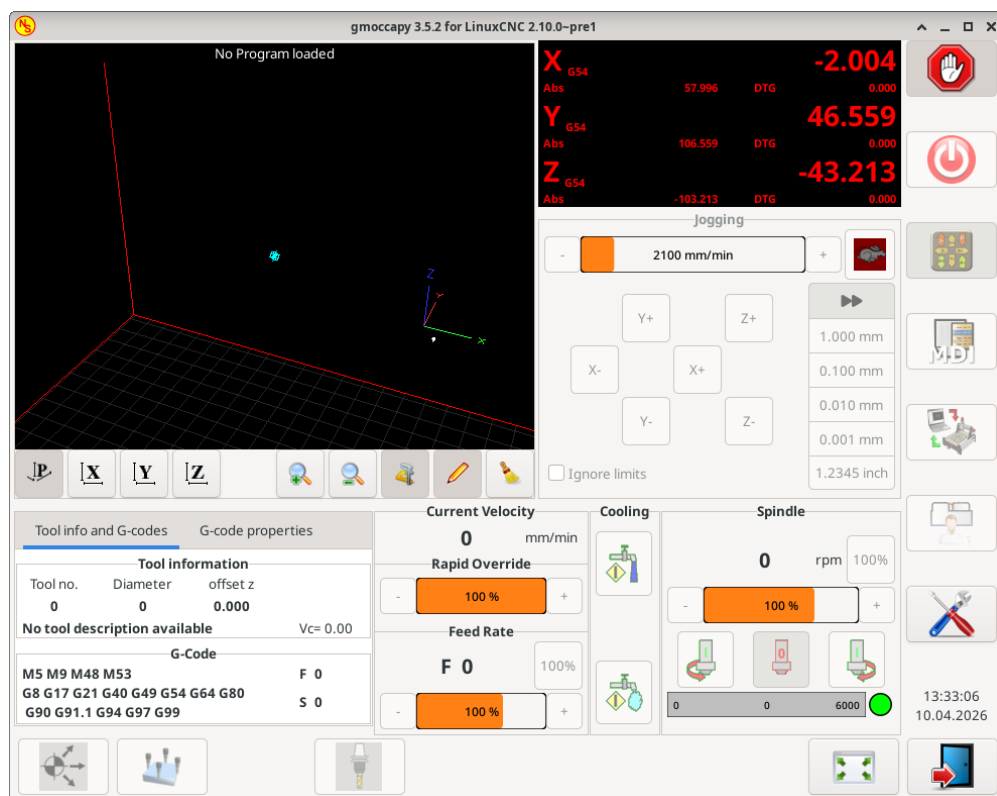 gmoccapy 3.5.2 for LinuxCNC 2.10.0~pre1
No Program loaded
Z
Y
X
X G54 -2.004
Abs 57.996 DTG 0.000
Y G54 46.559
Abs 106.559 DTG 0.000
Z G54 -43.213
Abs -103.213 DTG 0.000
Jogging
- 2100 mm/min +
Y+ Z+
X- X+
Y- Z-
1.000 mm
0.100 mm
0.010 mm
0.001 mm
1.2345 inch
Ignore limits
MDI
P X Y Z
Tool info and G-codes G-code properties
Tool information
Tool no. Diameter offset z
0 0 0.000
No tool description available Vc= 0.00
G-Code
M5 M9 M48 M53 F 0
G8 G17 G21 G40 G49 G54 G64 G80
S 0
G90 G91.1 G94 G97 G99
Current Velocity
0 mm/min
Rapid Override
- 100 % +
Feed Rate
F 0 100%
- 100 % +
Cooling
Spindle
0 rpm 100%
- 100 % +
1 0 1
0 0 6000
13:33:06
10.04.2026